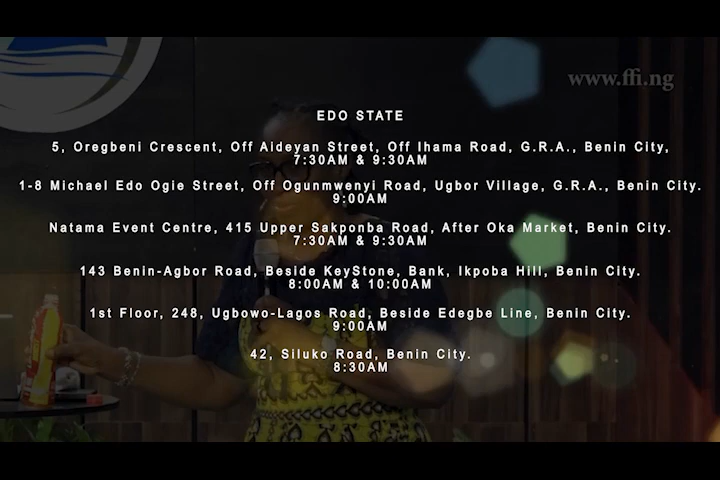 www.ffi.ng
EDO STATE
5, Oregbeni Crescent, Off Aideyan Street, Off Ihama Road, G.R.A., Benin City,
7:30AM & 9:30AM
1-8 Michael Edo Ogie Street, Off Ogunmwenyi Road, Ugbor Village, G.R.A., Benin City.
9:00AM
Natama Event Centre, 415 Upper Sakponba Road, After Oka Market, Benin City.
7:30AM & 9:30AM
143 Benin-Agbor Road, Beside KeyStone, Bank, Ikpoba Hill, Benin City.
8:00AM & 10:00AM
1st Floor, 248, Ugbowo-Lagos Road, Beside Edegbe Line, Benin City.
9:00AM
42, Siluko Road, Benin City.
8:30AM